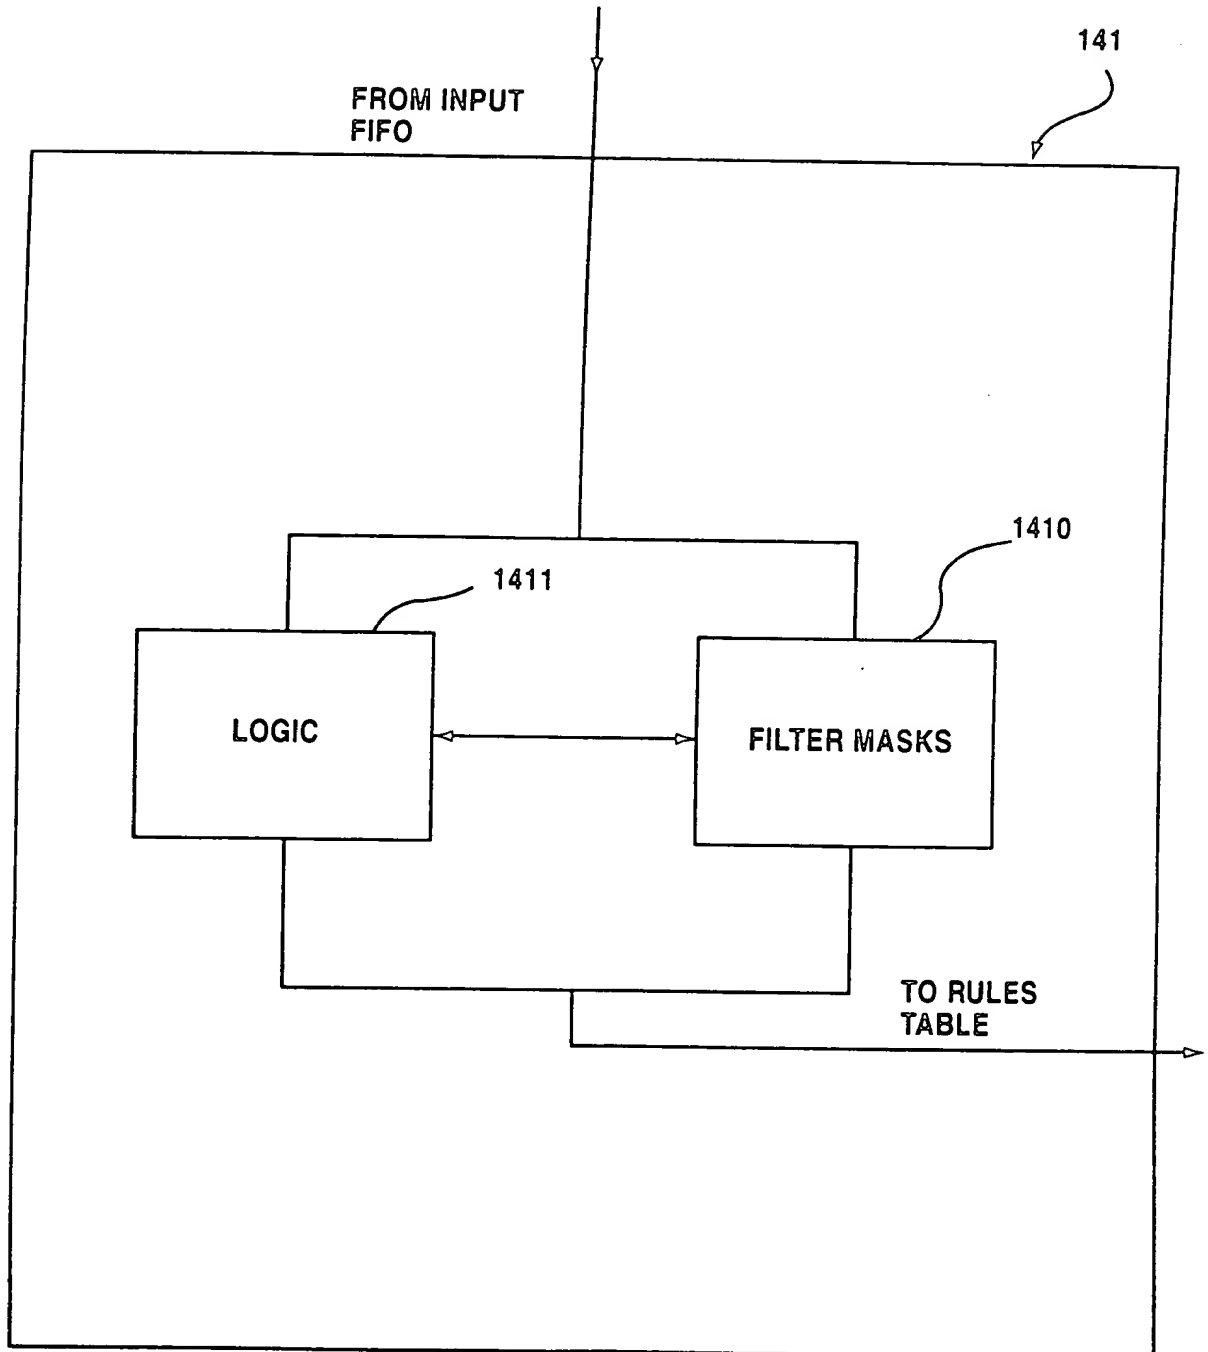 141
FROM INPUT
FIFO
1410
1411
LOGIC
FILTER MASKS
TO RULES
TABLE